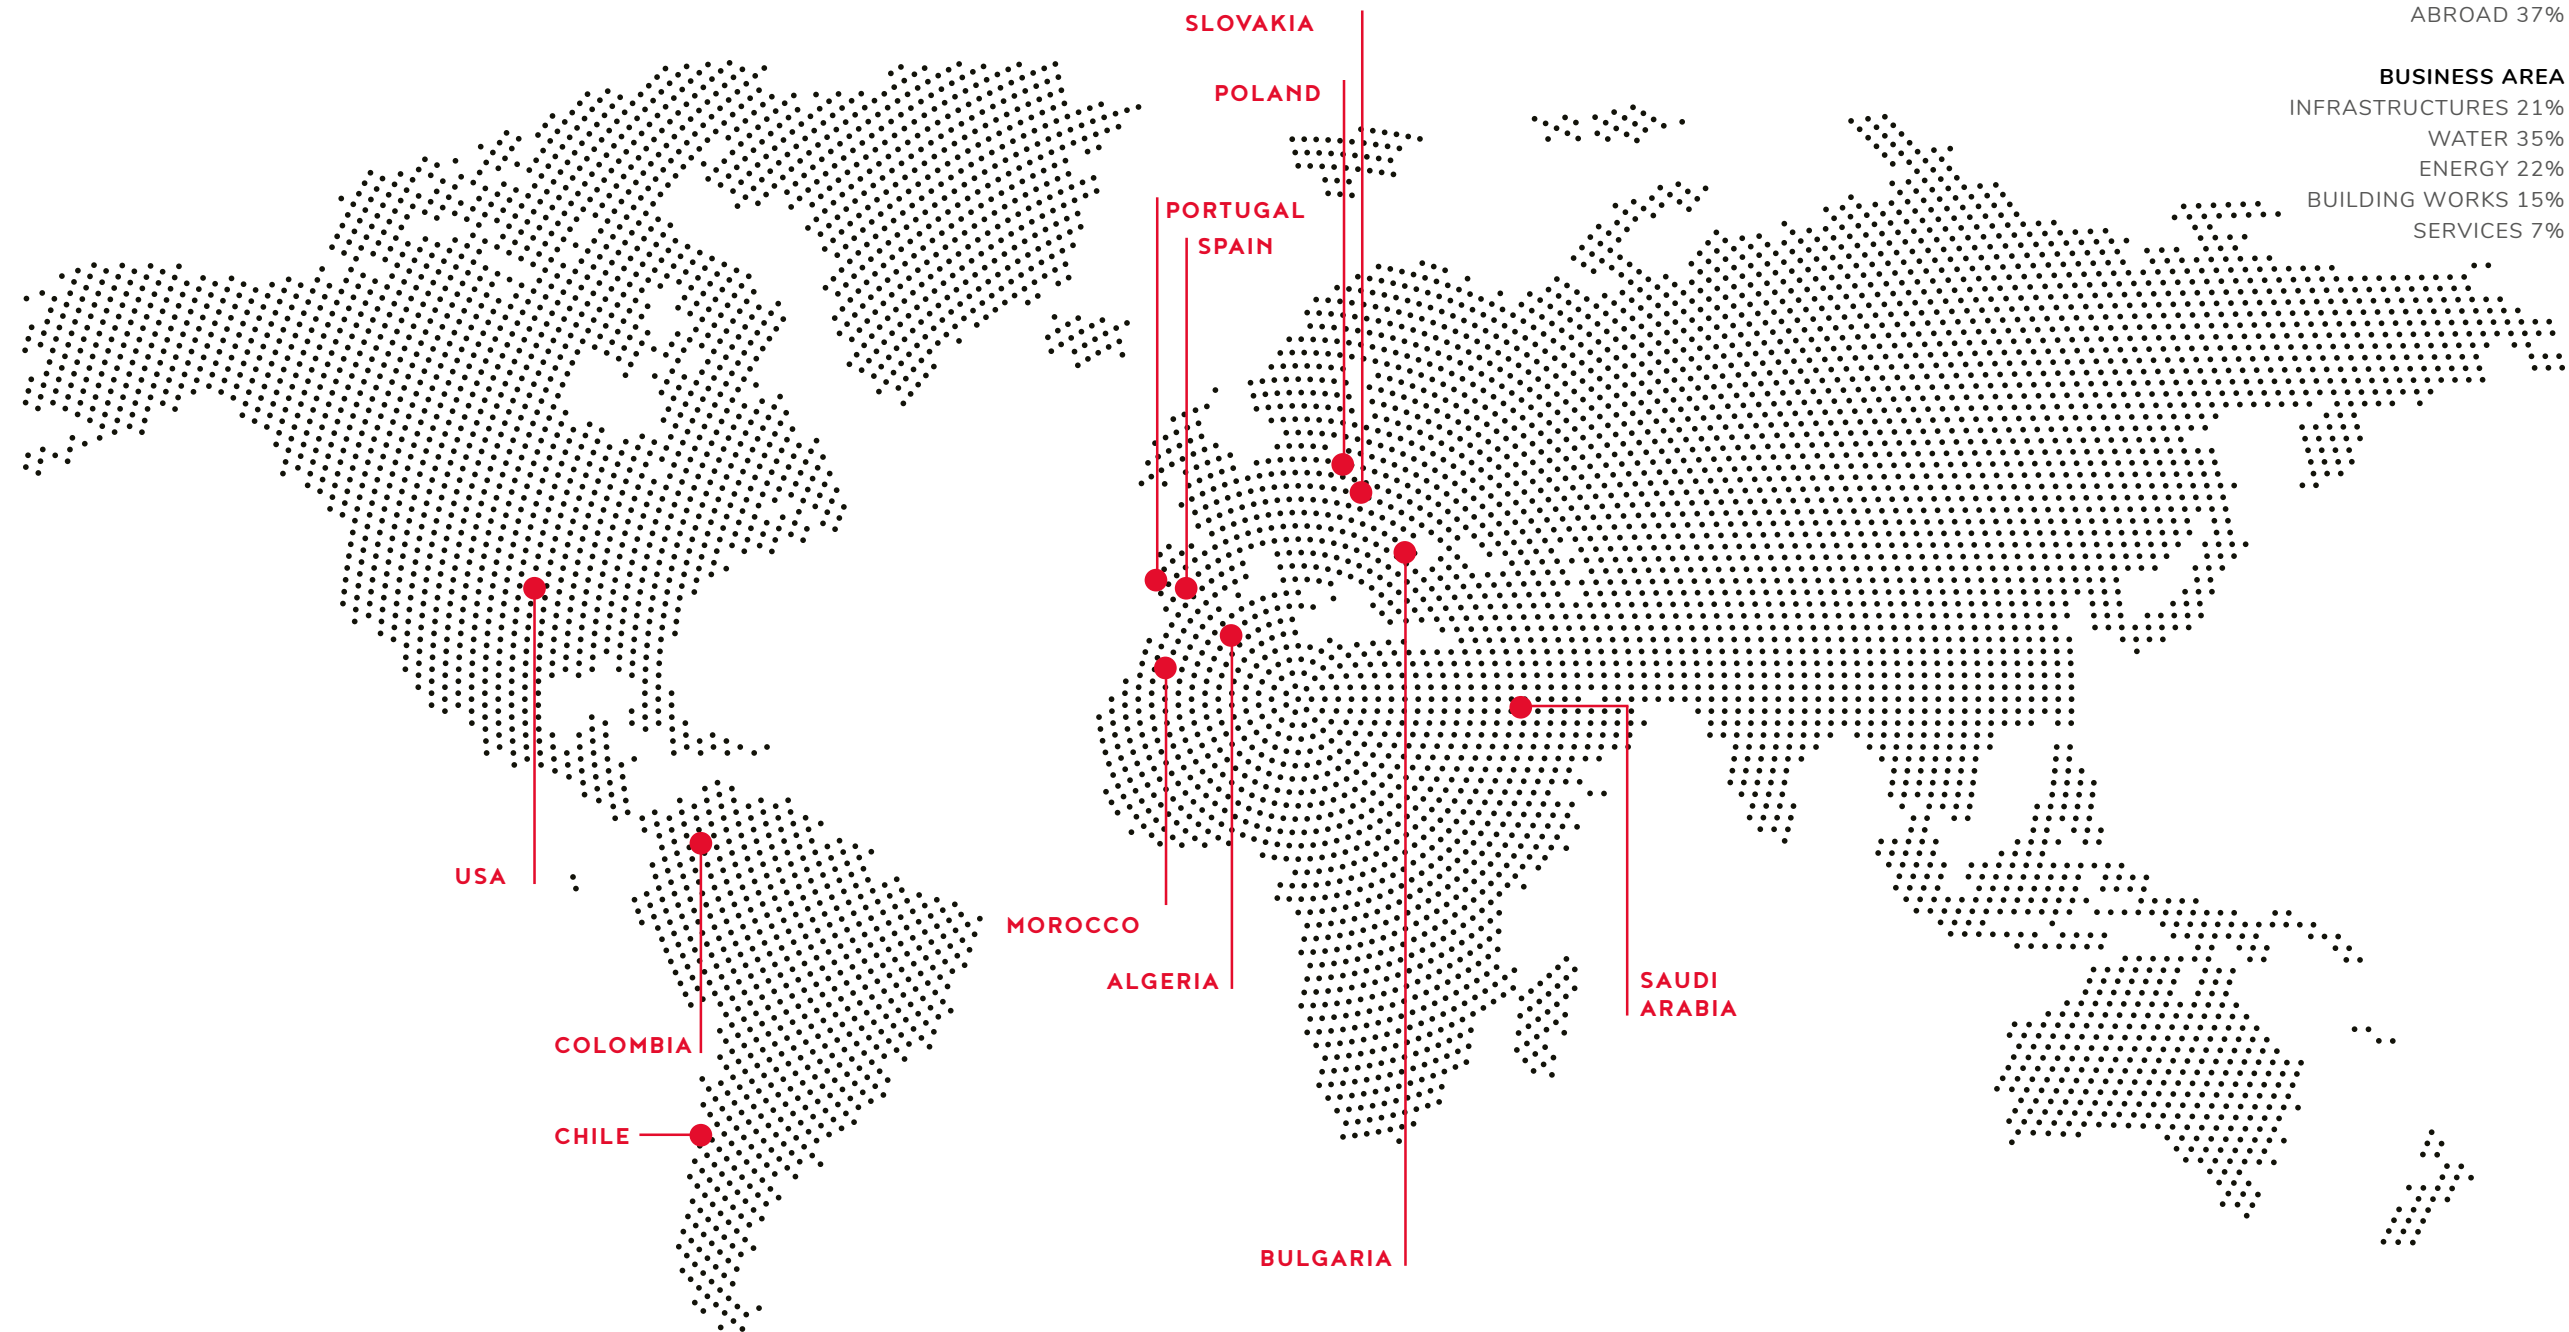 ABROAD 37%
BUSINESS AREA
INFRASTRUCTURES 21%
WATER 35%
ENERGY 22%
BUILDING WORKS 15%
SERVICES 7%
SLOVAKIA
POLAND
PORTUGAL
SPAIN
USA
MOROCCO
ALGERIA
SAUDI
ARABIA
COLOMBIA
CHILE
BULGARIA